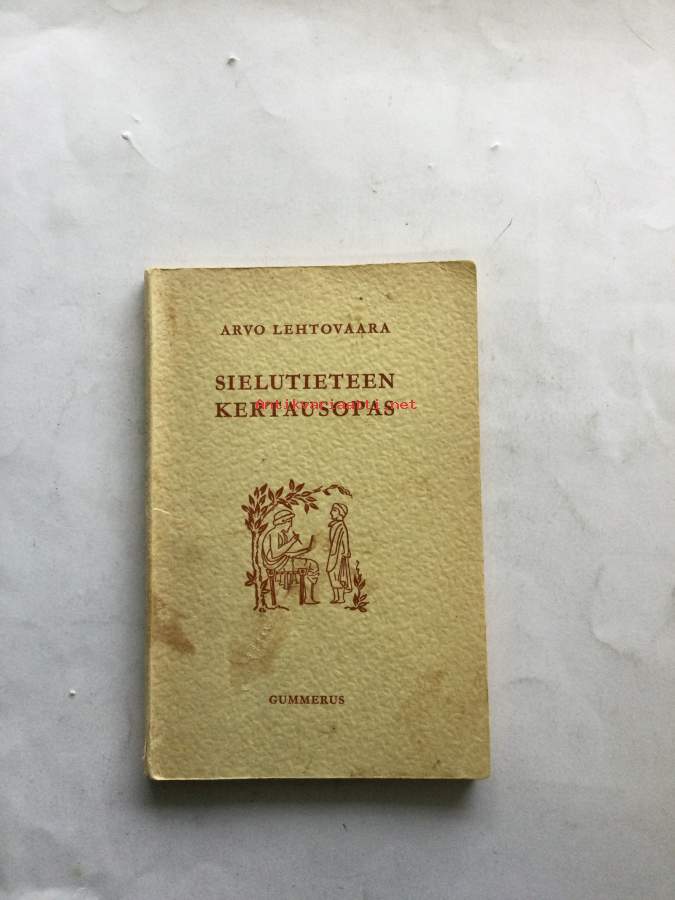 ARVO LEHTOVAARA
SIELUTIETEEN
KERTAUSOPAS
Antikvariaatti.net
GUMMERUS